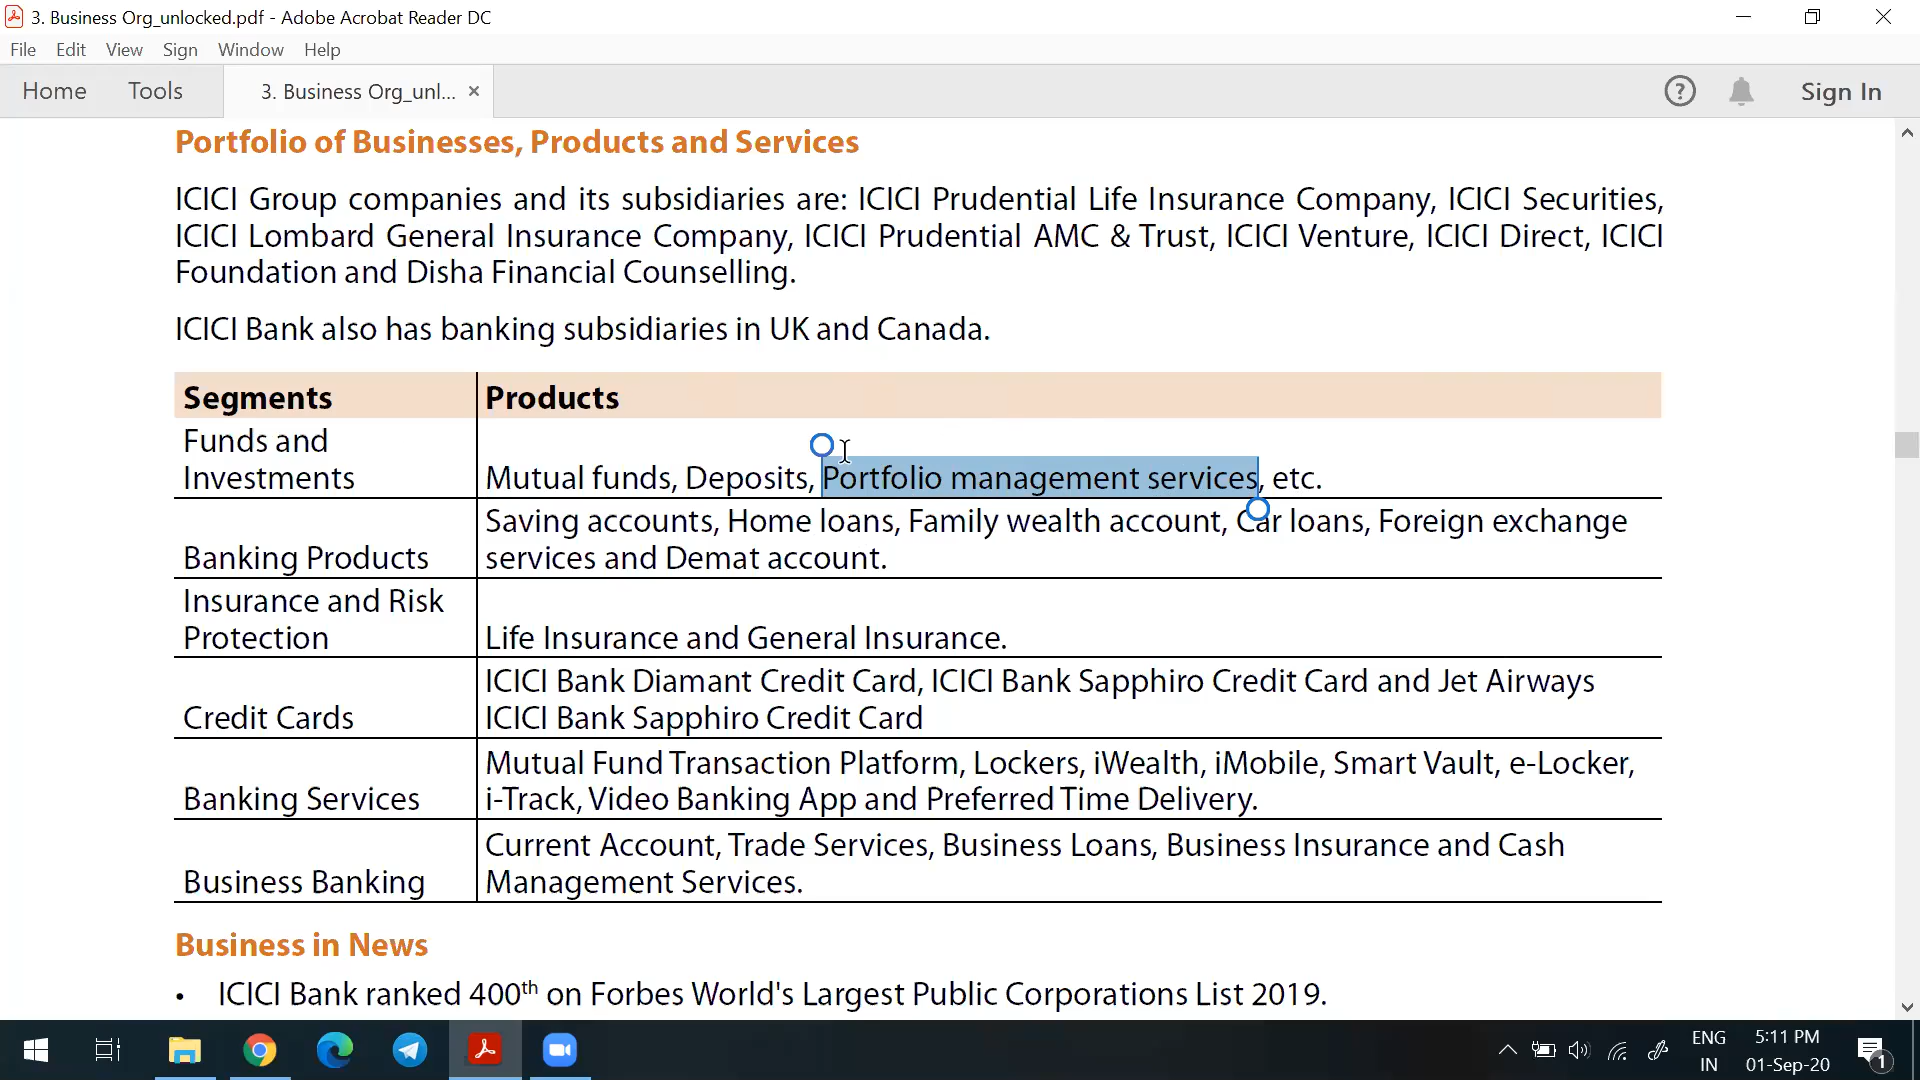 3. Business Org_unlocked.pdf - Adobe Acrobat Reader DC
File Edit View Sign Window Help
Home Tools 3. Business Org_unl... × ? Sign In
Portfolio of Businesses, Products and Services
ICICI Group companies and its subsidiaries are: ICICI Prudential Life Insurance Company, ICICI Securities,
ICICI Lombard General Insurance Company, ICICI Prudential AMC & Trust, ICICI Venture, ICICI Direct, ICICI
Foundation and Disha Financial Counselling.
ICICI Bank also has banking subsidiaries in UK and Canada.
Segments Products
Funds and
Investments Mutual funds, Deposits, Portfolio management services, etc.
Saving accounts, Home loans, Family wealth account, Car loans, Foreign exchange
Banking Products services and Demat account.
Insurance and Risk
Protection Life Insurance and General Insurance.
ICICI Bank Diamant Credit Card, ICICI Bank Sapphiro Credit Card and Jet Airways
Credit Cards ICICI Bank Sapphiro Credit Card
Mutual Fund Transaction Platform, Lockers, iWealth, iMobile, Smart Vault, e-Locker,
Banking Services i-Track, Video Banking App and Preferred Time Delivery.
Current Account, Trade Services, Business Loans, Business Insurance and Cash
Business Banking Management Services.
Business in News
• ICICI Bank ranked 400th on Forbes World's Largest Public Corporations List 2019.
ENG 5:11 PM
IN 01-Sep-20 1